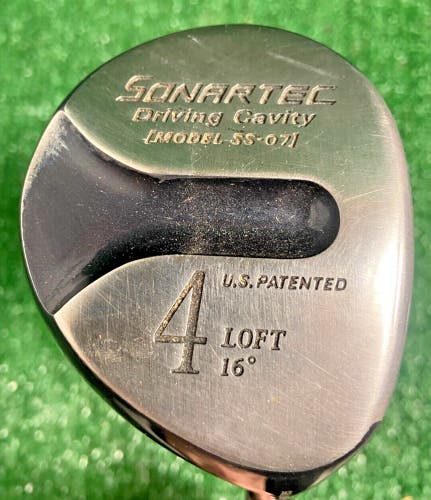 SONARTEC
Driving Cavity
[MODEL-SS-07]
U.S. PATENTED
4
LOFT
16°